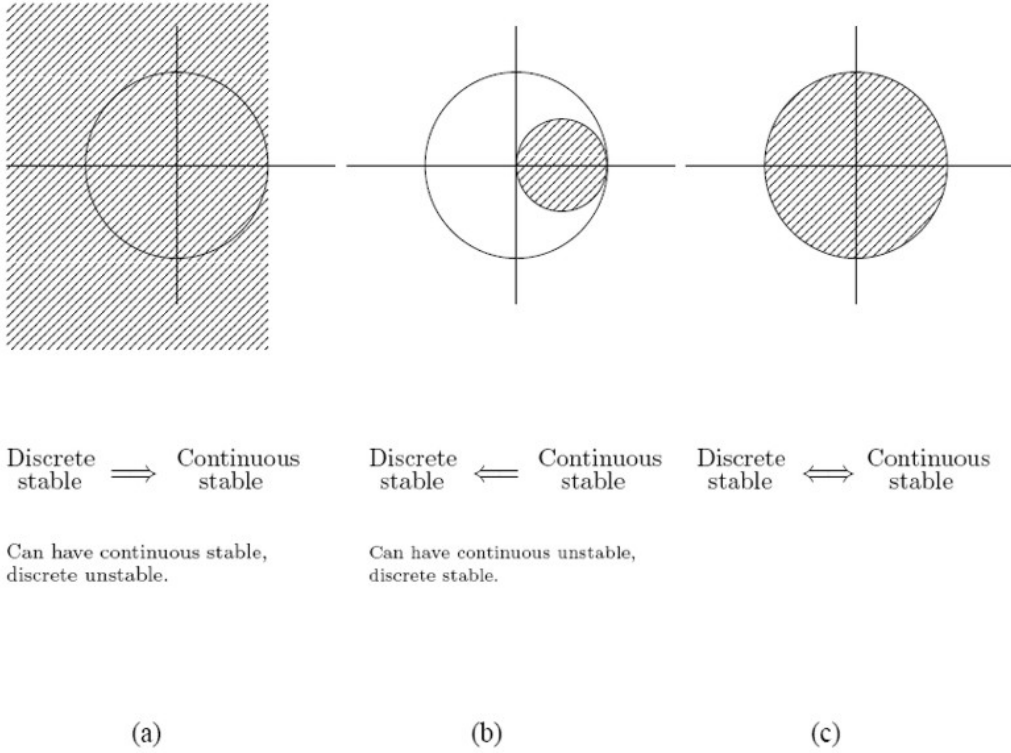 Discrete stable ⟹ Continuous stable
Can have continuous stable,
discrete unstable.
(a)
Discrete stable ⟸ Continuous stable
Can have continuous unstable,
discrete stable.
(b)
Discrete stable ⟺ Continuous stable
(c)